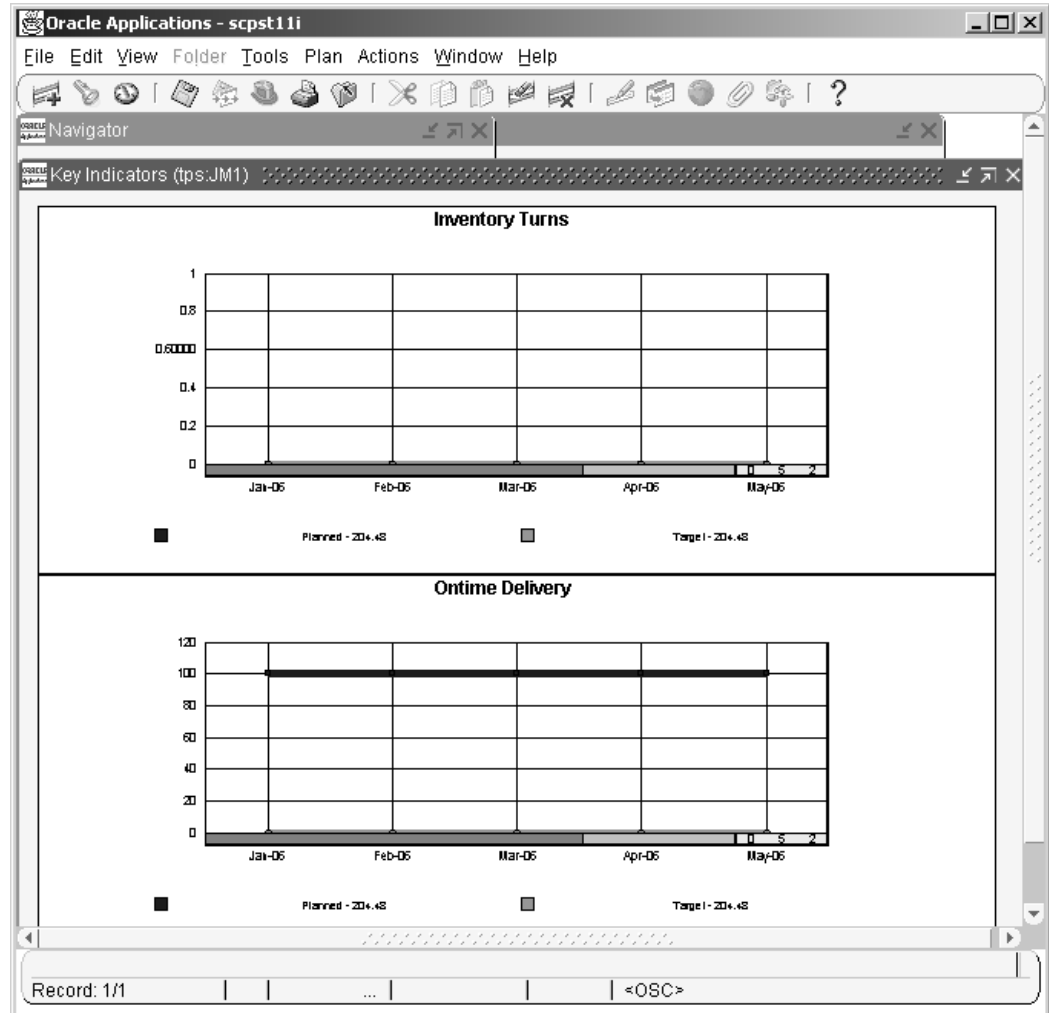 Oracle Applications - scpst11i
File Edit View Folder Tools Plan Actions Window Help
Navigator
Key Indicators (tps:JM1)
Inventory Turns
1
0.8
0.60000
0.4
0.2
0
0 5 2
Jan-06 Feb-06 Mar-06 Apr-06 May-06
Planned - 204.48 Target - 204.48
Ontime Delivery
120
100
80
60
40
20
0
0 5 2
Jan-06 Feb-06 Mar-06 Apr-06 May-06
Planned - 204.48 Target - 204.48
Record: 1/1 ... <OSC>